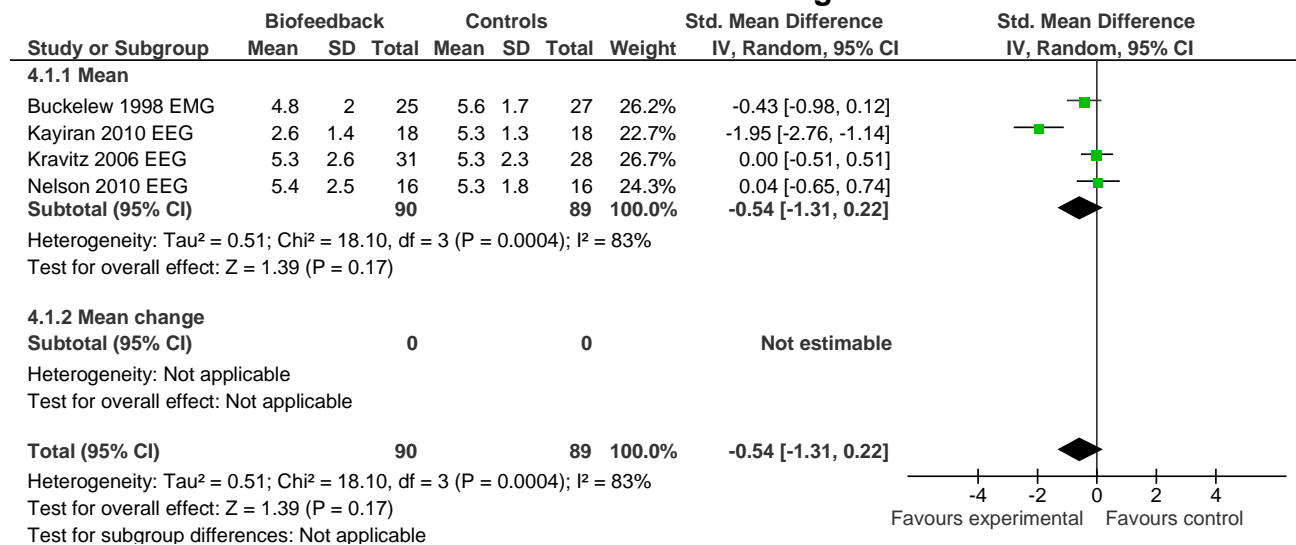 Biofeedback Controls Std. Mean Difference Std. Mean Difference
Study or Subgroup Mean SD Total Mean SD Total Weight IV, Random, 95% CI IV, Random, 95% CI
4.1.1 Mean
Buckelew 1998 EMG 4.8 2 25 5.6 1.7 27 26.2% -0.43 [-0.98, 0.12]
Kayiran 2010 EEG 2.6 1.4 18 5.3 1.3 18 22.7% -1.95 [-2.76, -1.14]
Kravitz 2006 EEG 5.3 2.6 31 5.3 2.3 28 26.7% 0.00 [-0.51, 0.51]
Nelson 2010 EEG 5.4 2.5 16 5.3 1.8 16 24.3% 0.04 [-0.65, 0.74]
Subtotal (95% CI) 90 89 100.0% -0.54 [-1.31, 0.22]
Heterogeneity: Tau² = 0.51; Chi² = 18.10, df = 3 (P = 0.0004); I² = 83%
Test for overall effect: Z = 1.39 (P = 0.17)
4.1.2 Mean change
Subtotal (95% CI) 0 0 Not estimable
Heterogeneity: Not applicable
Test for overall effect: Not applicable
Total (95% CI) 90 89 100.0% -0.54 [-1.31, 0.22]
Heterogeneity: Tau² = 0.51; Chi² = 18.10, df = 3 (P = 0.0004); I² = 83%
Test for overall effect: Z = 1.39 (P = 0.17)
Test for subgroup differences: Not applicable
-4 -2 0 2 4
Favours experimental Favours control